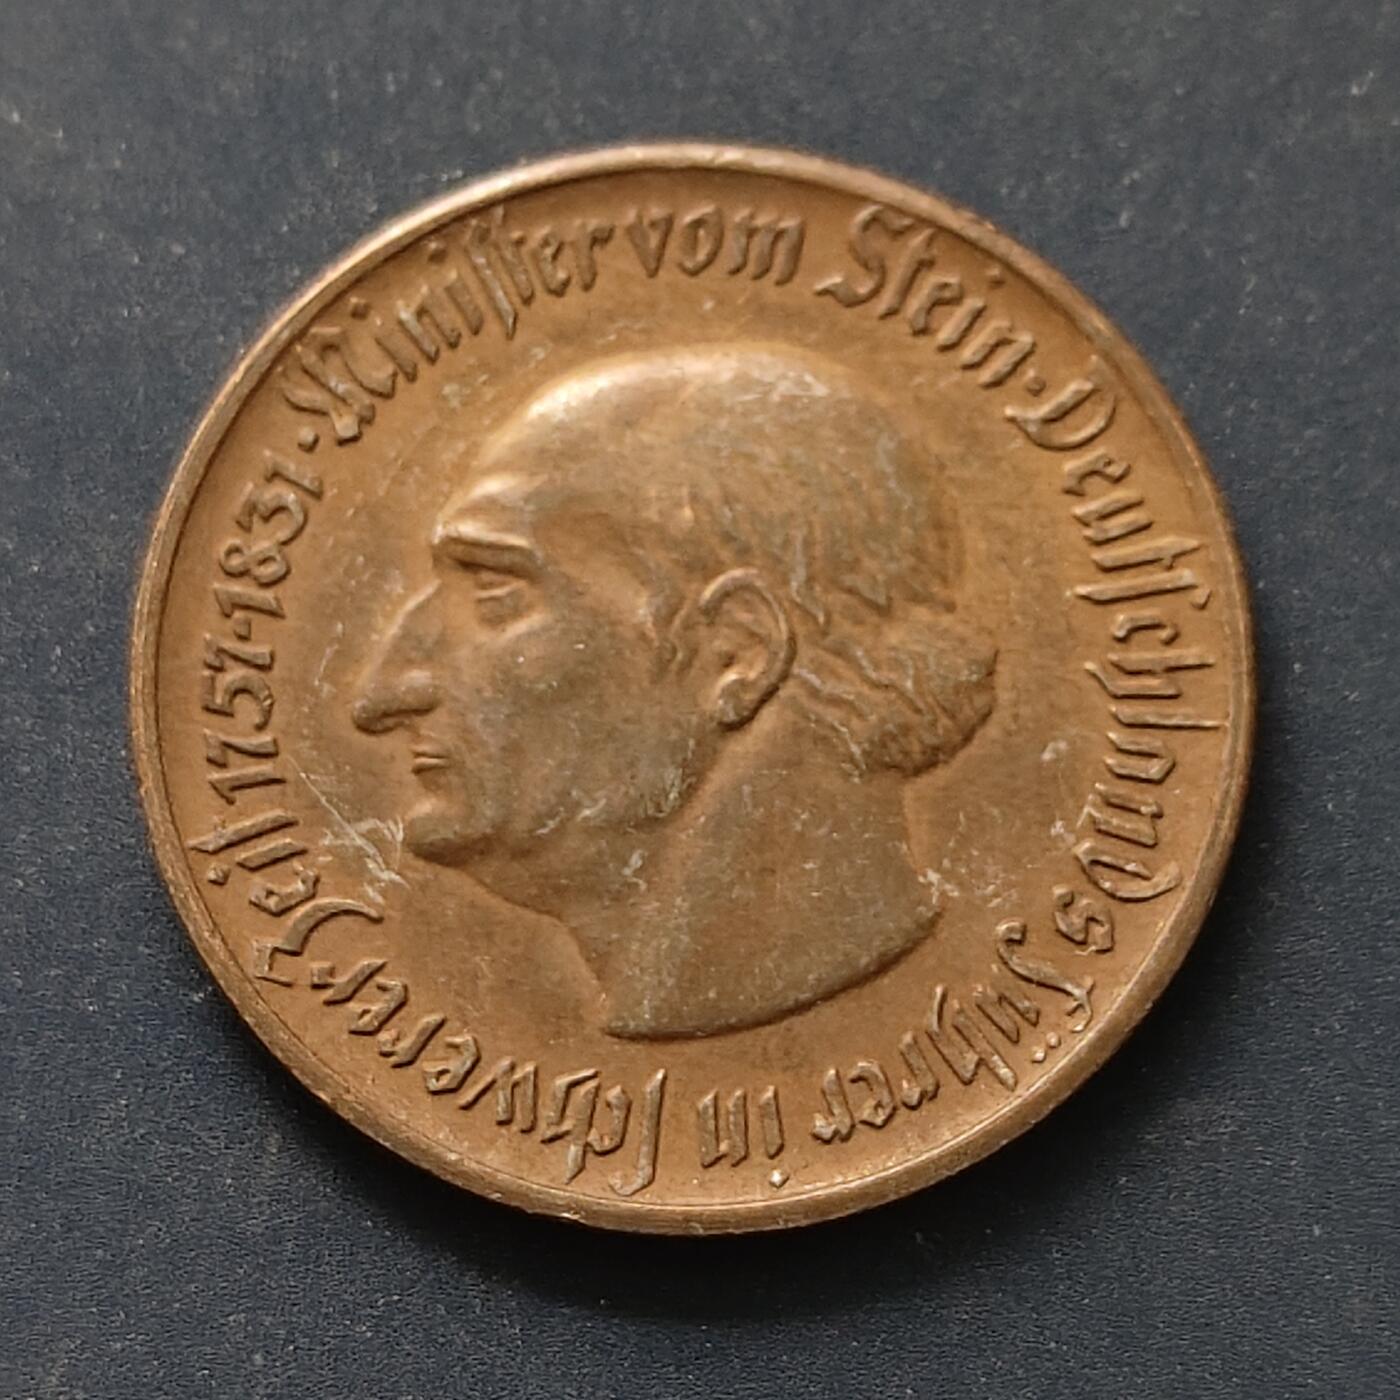 Miniſter vom Stein · Deutſchlands Führer in ſchwerer Zeit 1757·1831 ·